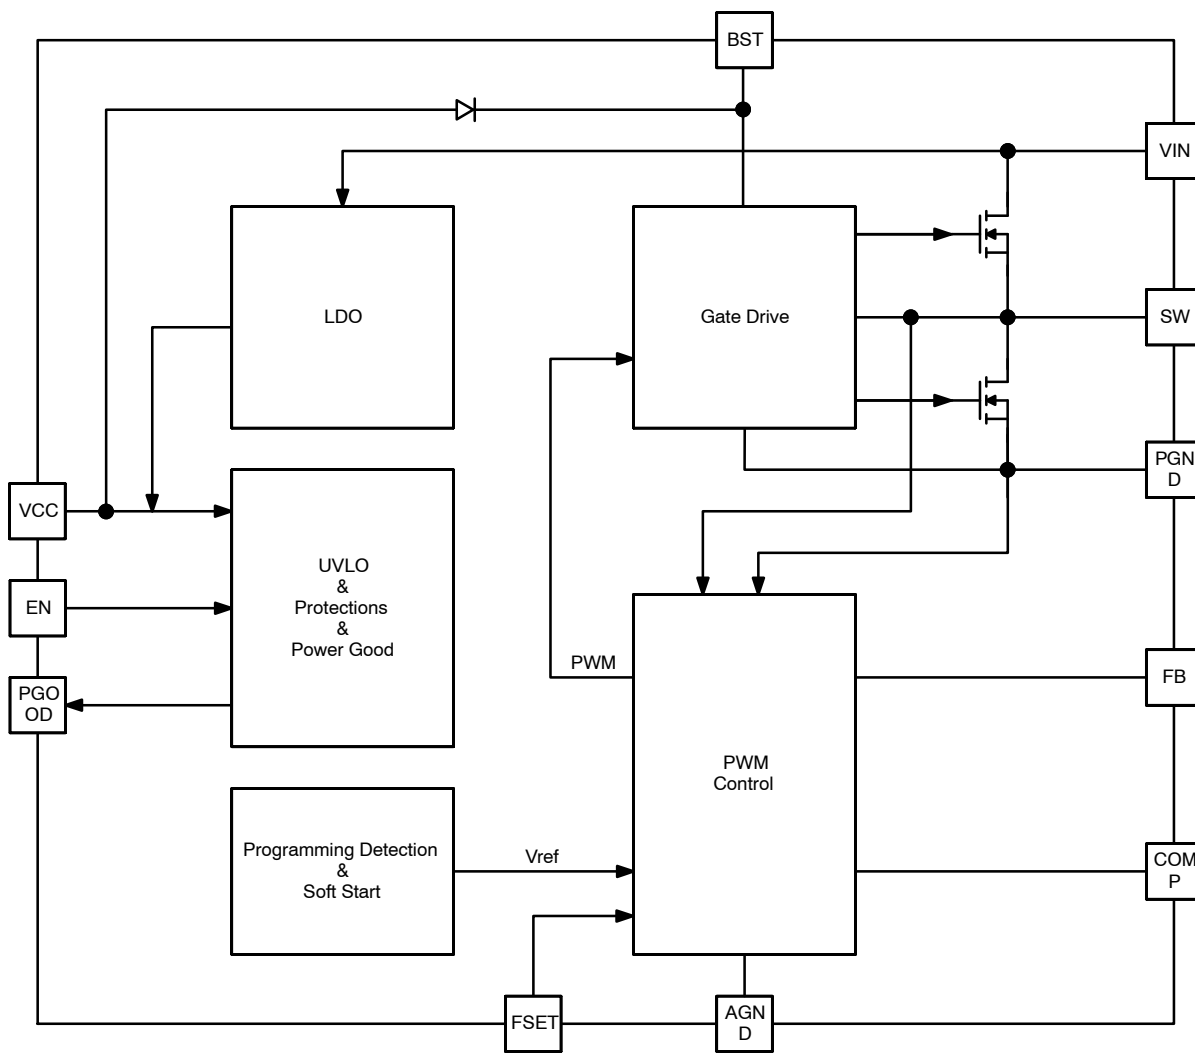 BST
VIN
LDO
Gate Drive
SW
PGN
D
VCC
UVLO
&
Protections
&
Power Good
EN
PGO
OD
PWM
FB
PWM
Control
Programming Detection
&
Soft Start
Vref
COM
P
FSET
AGN
D